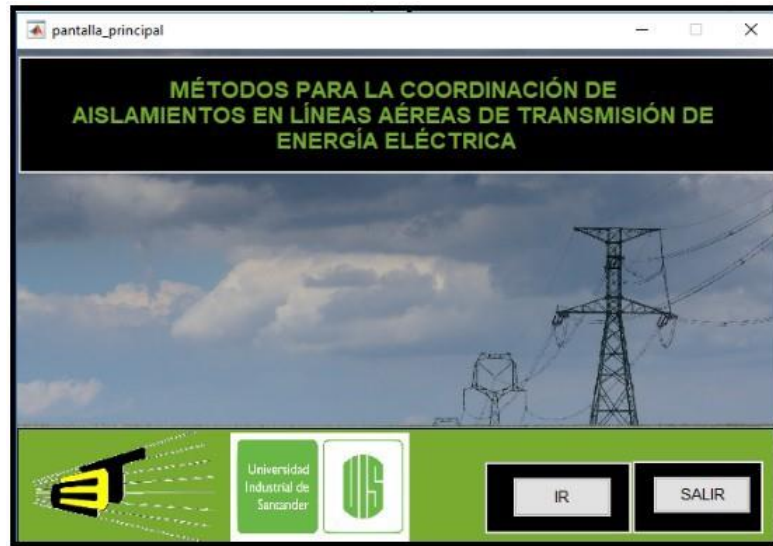 pantalla_principal
MÉTODOS PARA LA COORDINACIÓN DE
AISLAMIENTOS EN LÍNEAS AÉREAS DE TRANSMISIÓN DE
ENERGÍA ELÉCTRICA
Universidad
Industrial de
Santander
UIS
IR
SALIR